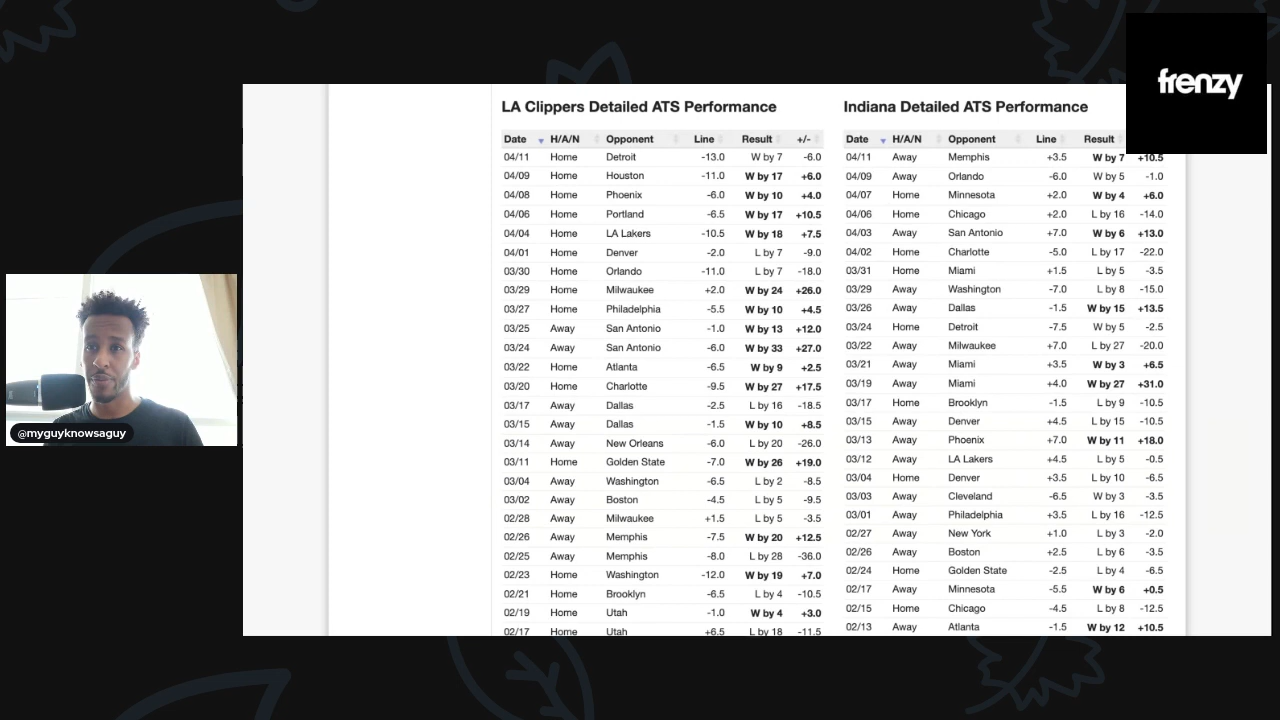 frenzy
LA Clippers Detailed ATS Performance
Date H/A/N Opponent Line Result +/-
04/11 Home Detroit -13.0 W by 7 -6.0
04/09 Home Houston -11.0 W by 17 +6.0
04/08 Home Phoenix -6.0 W by 10 +4.0
04/06 Home Portland -6.5 W by 17 +10.5
04/04 Home LA Lakers -10.5 W by 18 +7.5
04/01 Home Denver -2.0 L by 7 -9.0
03/30 Home Orlando -11.0 L by 7 -18.0
03/29 Home Milwaukee +2.0 W by 24 +26.0
03/27 Home Philadelphia -5.5 W by 10 +4.5
03/25 Away San Antonio -1.0 W by 13 +12.0
03/24 Away San Antonio -6.0 W by 33 +27.0
03/22 Home Atlanta -6.5 W by 9 +2.5
03/20 Home Charlotte -9.5 W by 27 +17.5
03/17 Away Dallas -2.5 L by 16 -18.5
03/15 Away Dallas -1.5 W by 10 +8.5
03/14 Away New Orleans -6.0 L by 20 -26.0
03/11 Home Golden State -7.0 W by 26 +19.0
03/04 Away Washington -6.5 L by 2 -8.5
03/02 Away Boston -4.5 L by 5 -9.5
02/28 Away Milwaukee +1.5 L by 5 -3.5
02/26 Away Memphis -7.5 W by 20 +12.5
02/25 Away Memphis -8.0 L by 28 -36.0
02/23 Home Washington -12.0 W by 19 +7.0
02/21 Home Brooklyn -6.5 L by 4 -10.5
02/19 Home Utah -1.0 W by 4 +3.0
02/17 Home Utah +6.5 L by 18 -11.5
Indiana Detailed ATS Performance
Date H/A/N Opponent Line Result
04/11 Away Memphis +3.5 W by 7 +10.5
04/09 Away Orlando -6.0 W by 5 -1.0
04/07 Home Minnesota +2.0 W by 4 +6.0
04/06 Home Chicago +2.0 L by 16 -14.0
04/03 Away San Antonio +7.0 W by 6 +13.0
04/02 Home Charlotte -5.0 L by 17 -22.0
03/31 Home Miami +1.5 L by 5 -3.5
03/29 Away Washington -7.0 L by 8 -15.0
03/26 Away Dallas -1.5 W by 15 +13.5
03/24 Home Detroit -7.5 W by 5 -2.5
03/22 Away Milwaukee +7.0 L by 27 -20.0
03/21 Away Miami +3.5 W by 3 +6.5
03/19 Away Miami +4.0 W by 27 +31.0
03/17 Home Brooklyn -1.5 L by 9 -10.5
03/15 Away Denver +4.5 L by 15 -10.5
03/13 Away Phoenix +7.0 W by 11 +18.0
03/12 Away LA Lakers +4.5 L by 5 -0.5
03/04 Home Denver +3.5 L by 10 -6.5
03/03 Away Cleveland -6.5 W by 3 -3.5
03/01 Away Philadelphia +3.5 L by 16 -12.5
02/27 Away New York +1.0 L by 3 -2.0
02/26 Away Boston +2.5 L by 6 -3.5
02/24 Home Golden State -2.5 L by 4 -6.5
02/17 Away Minnesota -5.5 W by 6 +0.5
02/15 Home Chicago -4.5 L by 8 -12.5
02/13 Away Atlanta -1.5 W by 12 +10.5
@myguyknowsaguy